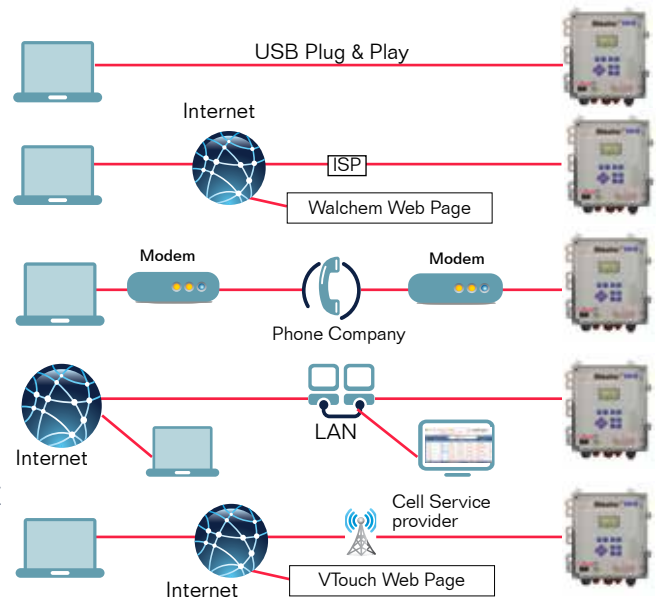 USB Plug & Play
Internet
ISP
Walchem Web Page
Modem
Modem
Phone Company
LAN
Internet
Cell Service
provider
VTouch Web Page
Internet